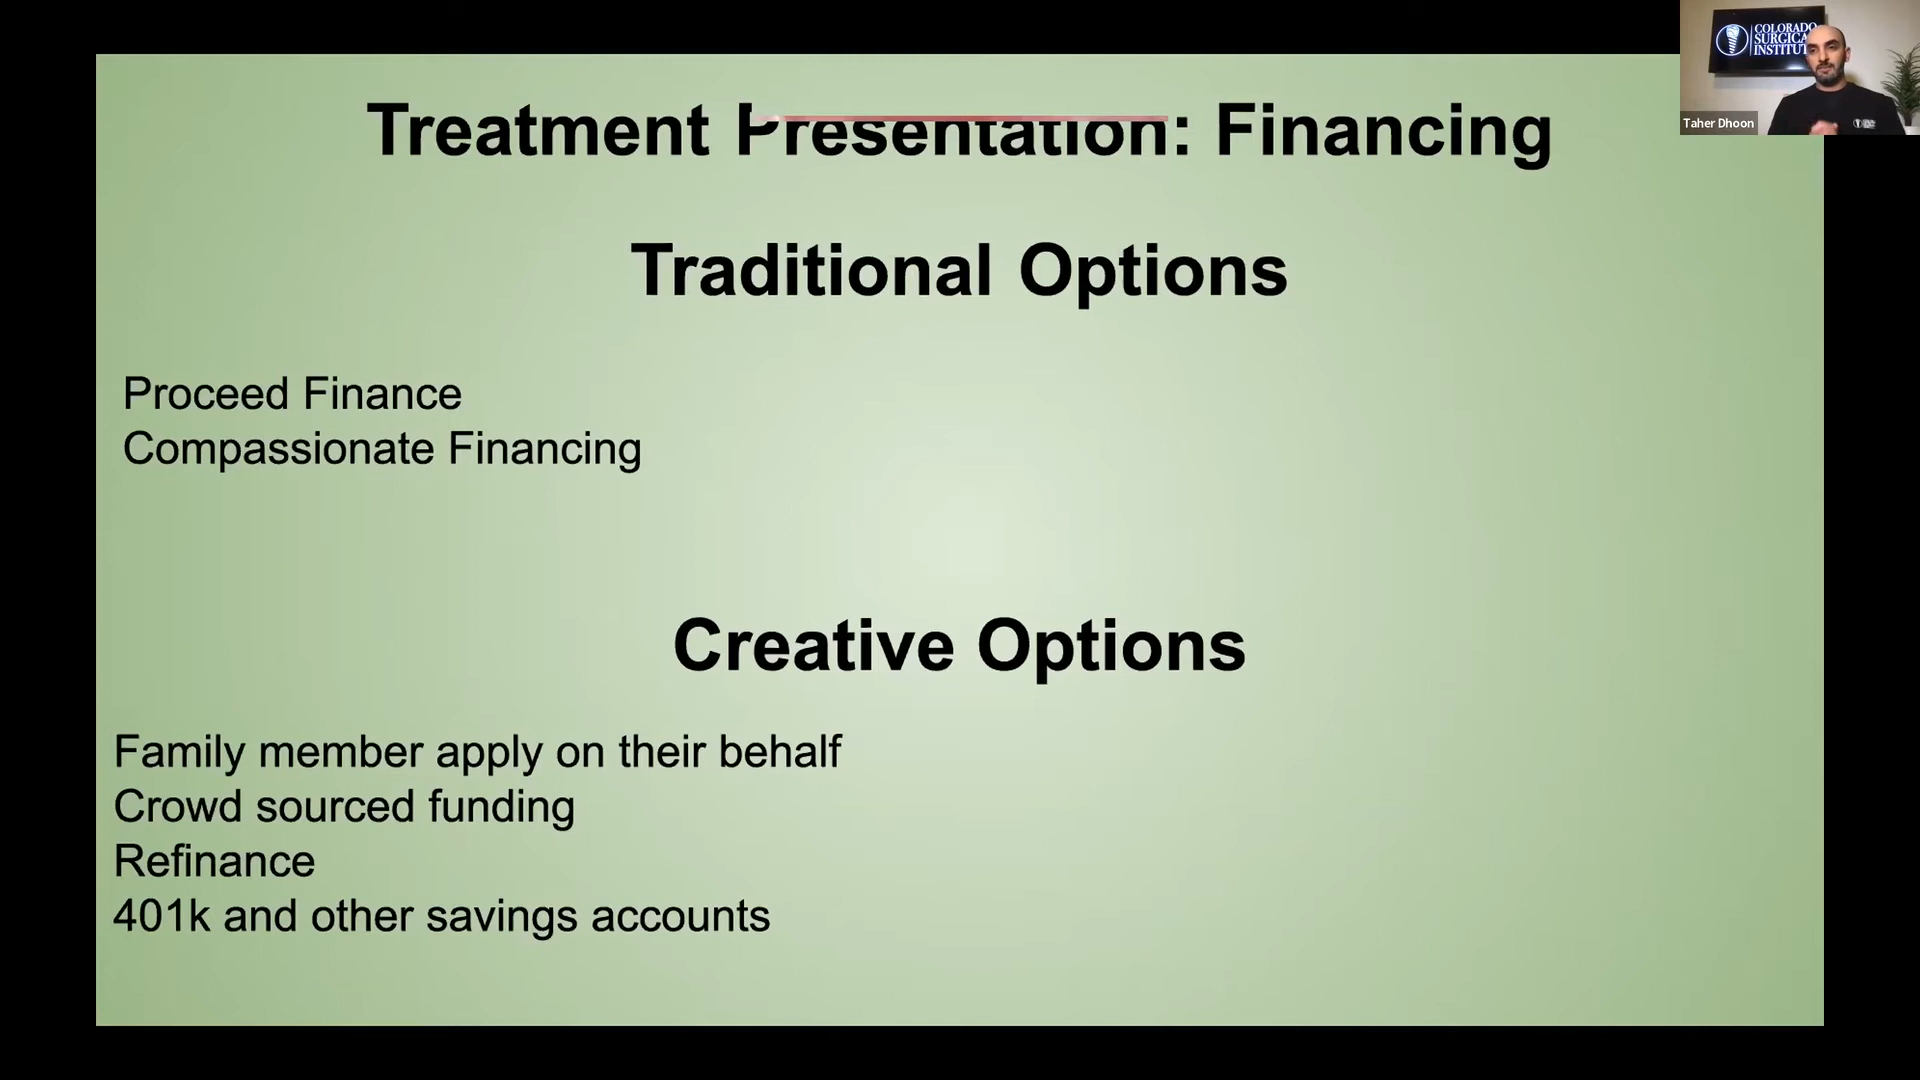 Treatment Presentation: Financing
Traditional Options
Proceed Finance
Compassionate Financing
Creative Options
Family member apply on their behalf
Crowd sourced funding
Refinance
401k and other savings accounts
COLORADO
SURGICAL
INSTITUT
Taher Dhoon